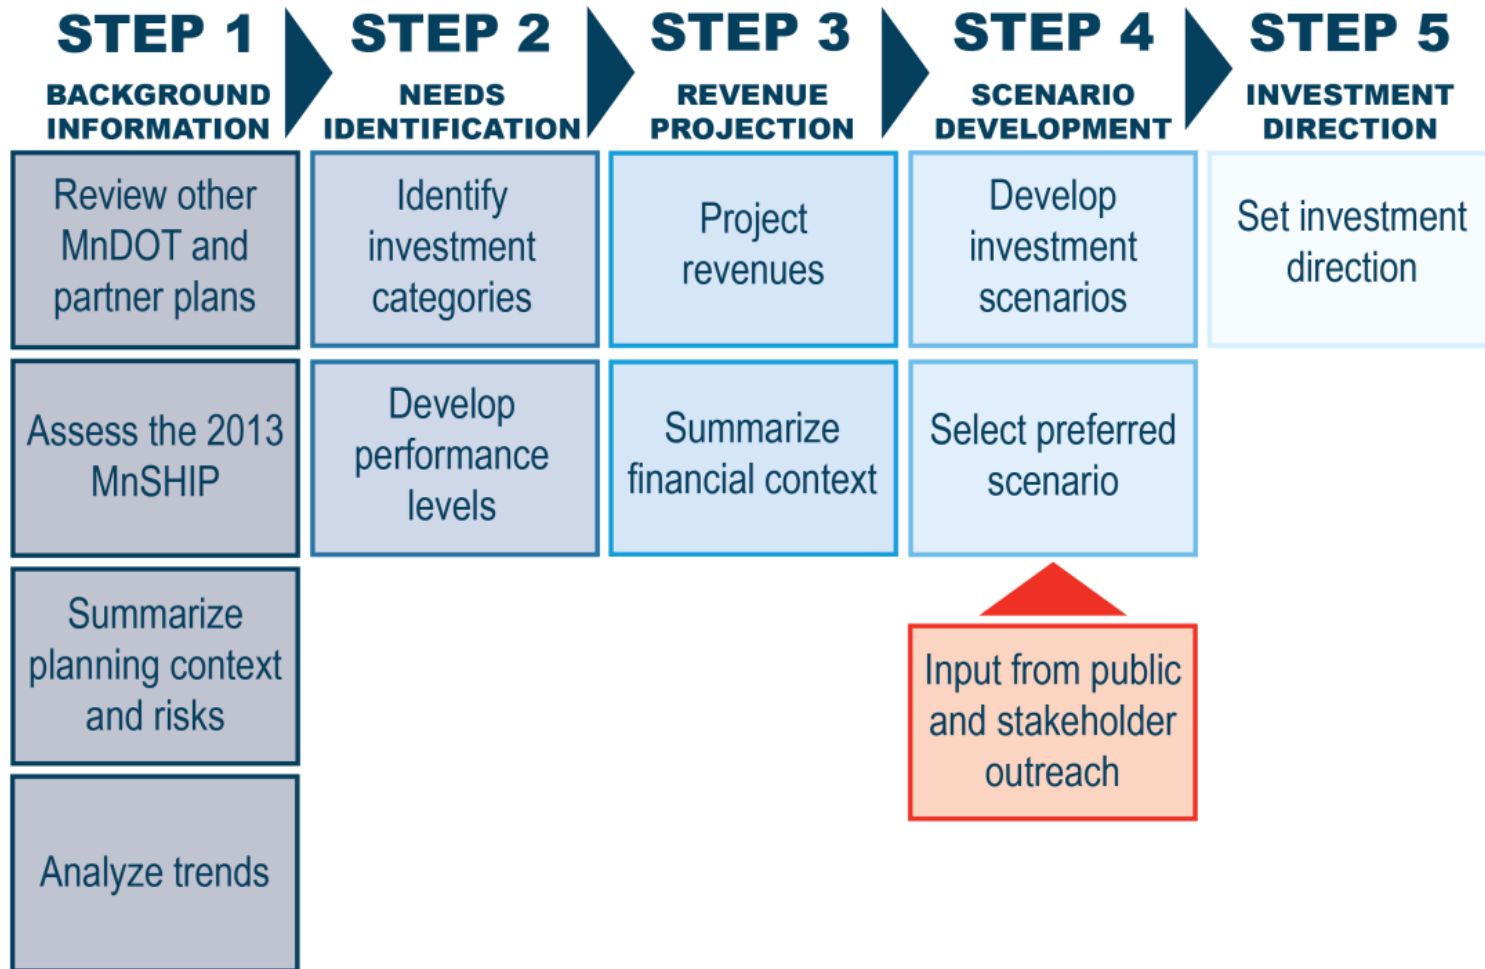 STEP 1
BACKGROUND
INFORMATION
Review other
MnDOT and
partner plans
Assess the 2013
MnSHIP
Summarize
planning context
and risks
Analyze trends
STEP 2
NEEDS
IDENTIFICATION
Identify
investment
categories
Develop
performance
levels
STEP 3
REVENUE
PROJECTION
Project
revenues
Summarize
financial context
STEP 4
SCENARIO
DEVELOPMENT
Develop
investment
scenarios
Select preferred
scenario
Input from public
and stakeholder
outreach
STEP 5
INVESTMENT
DIRECTION
Set investment
direction